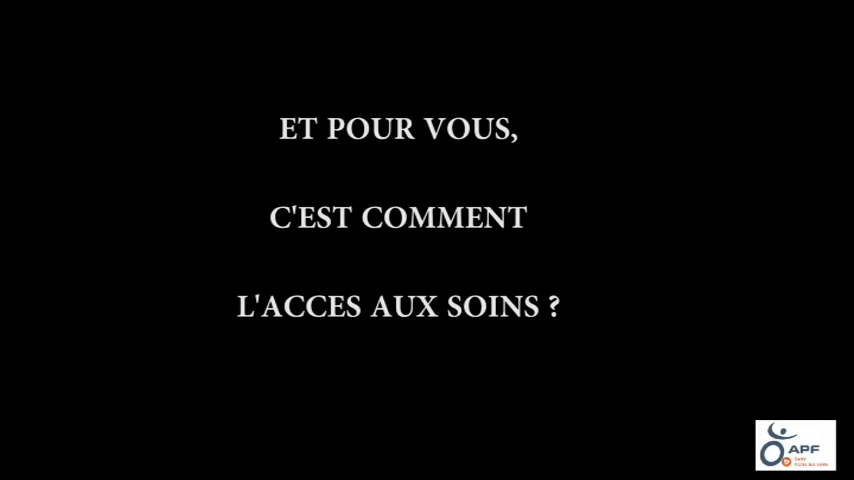 ET POUR VOUS,
C'EST COMMENT
L'ACCES AUX SOINS ?
APF